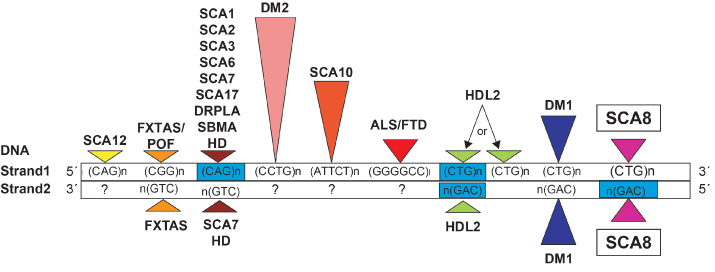 SCA1
SCA2
SCA3
SCA6
SCA7
SCA17
DRPLA
SBMA
HD
DM2
SCA10
HDL2
or
ALS/FTD
DM1
SCA8
SCA12
FXTAS/
POF
DNA
Strand1 5´ (CAG)n (CGG)n (CAG)n (CCTG)n (ATTCT)n (GGGGCC)i (CTG)n (CTG)n (CTG)n (CTG)n 3´
Strand2 3´ ? n(GTC) n(GTC) ? ? ? n(GAC) n(GAC) n(GAC) 5´
FXTAS
SCA7
HD
HDL2
DM1
SCA8